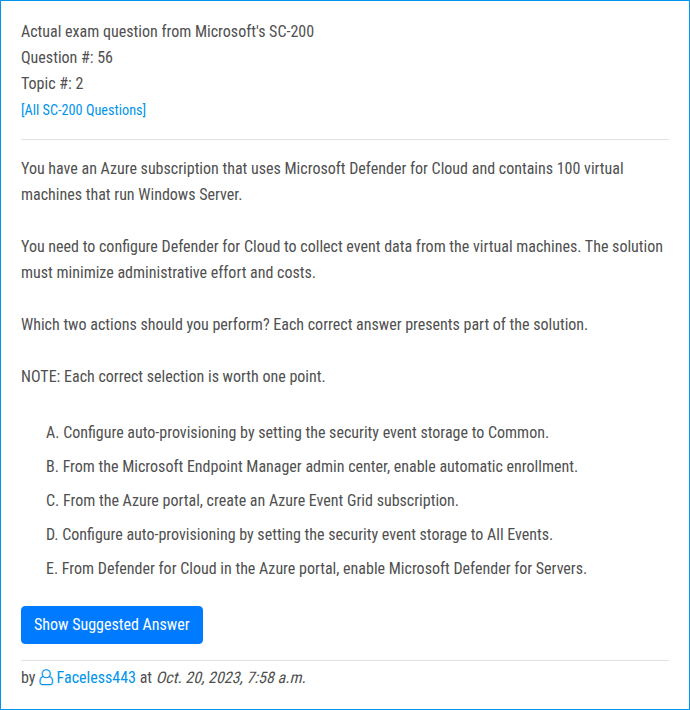 Actual exam question from Microsoft's SC-200
Question #: 56
Topic #: 2
[All SC-200 Questions]
You have an Azure subscription that uses Microsoft Defender for Cloud and contains 100 virtual
machines that run Windows Server.
You need to configure Defender for Cloud to collect event data from the virtual machines. The solution
must minimize administrative effort and costs.
Which two actions should you perform? Each correct answer presents part of the solution.
NOTE: Each correct selection is worth one point.
A. Configure auto-provisioning by setting the security event storage to Common.
B. From the Microsoft Endpoint Manager admin center, enable automatic enrollment.
C. From the Azure portal, create an Azure Event Grid subscription.
D. Configure auto-provisioning by setting the security event storage to All Events.
E. From Defender for Cloud in the Azure portal, enable Microsoft Defender for Servers.
Show Suggested Answer
by Faceless443 at Oct. 20, 2023, 7:58 a.m.